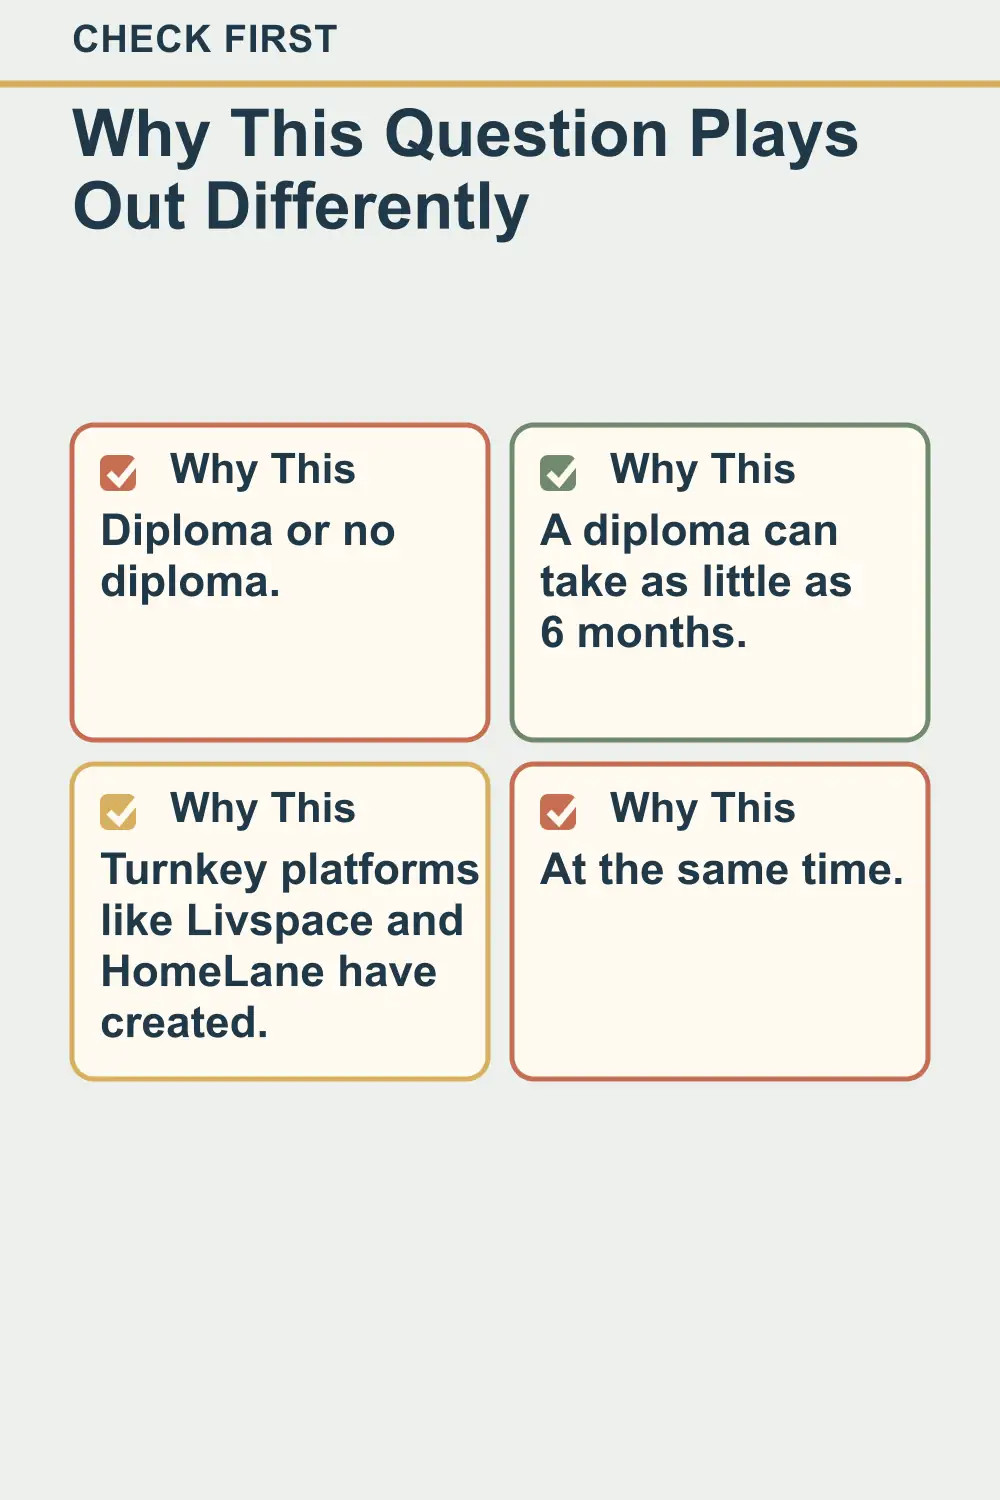 CHECK FIRST
Why This Question Plays
Out Differently
Why This
Diploma or no
diploma.
Why This
A diploma can
take as little as
6 months.
Why This
Turnkey platforms
like Livspace and
HomeLane have
created.
Why This
At the same time.